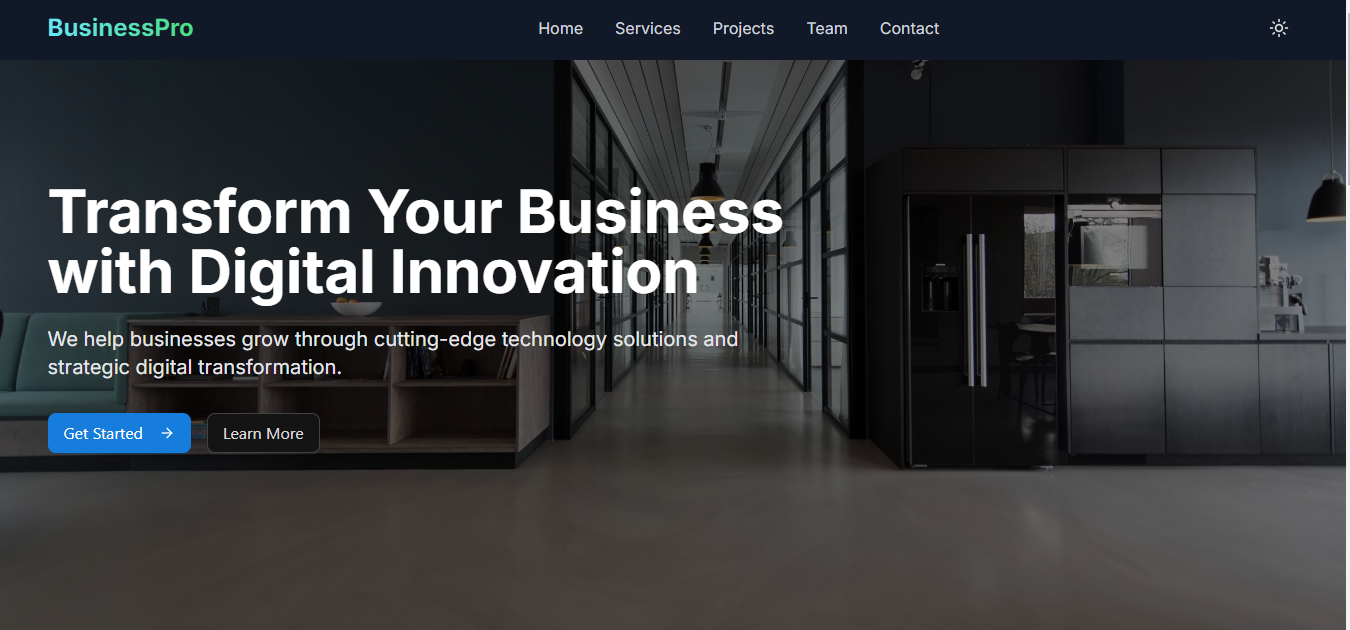 BusinessPro
Home Services Projects Team Contact
Transform Your Business
with Digital Innovation
We help businesses grow through cutting-edge technology solutions and
strategic digital transformation.
Get Started → Learn More